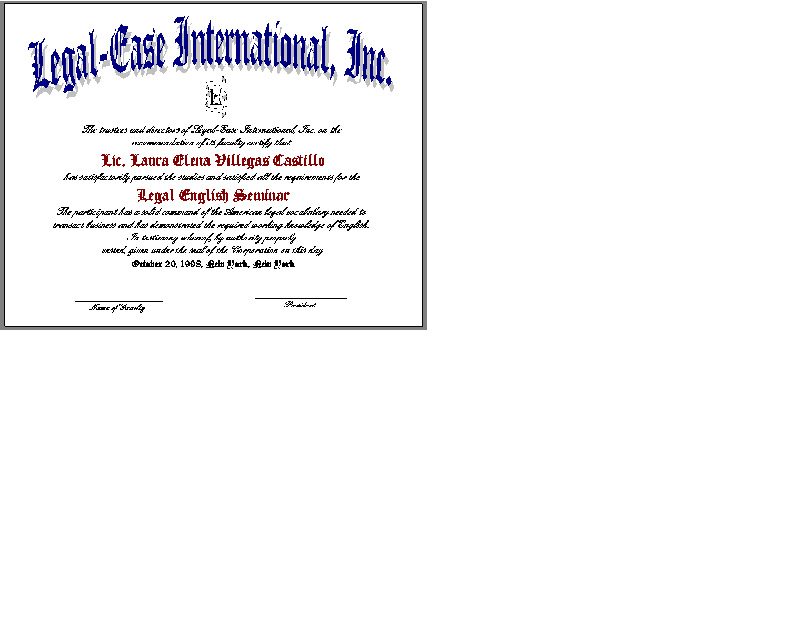 Legal-Ease International, Inc.
L
The trustees and directors of Legal-Ease International, Inc. on the
recommendation of its faculty certify that
Lic. Laura Elena Villegas Castillo
has satisfactorily pursued the studies and satisfied all the requirements for the
Legal English Seminar
The participant has a solid command of the American legal vocabulary needed to
transact business and has demonstrated the required working knowledge of English.
In testimony whereof, by authority properly
vested, given under the seal of the Corporation on this day
October 20, 1998, New York, New York
Name of Faculty
President